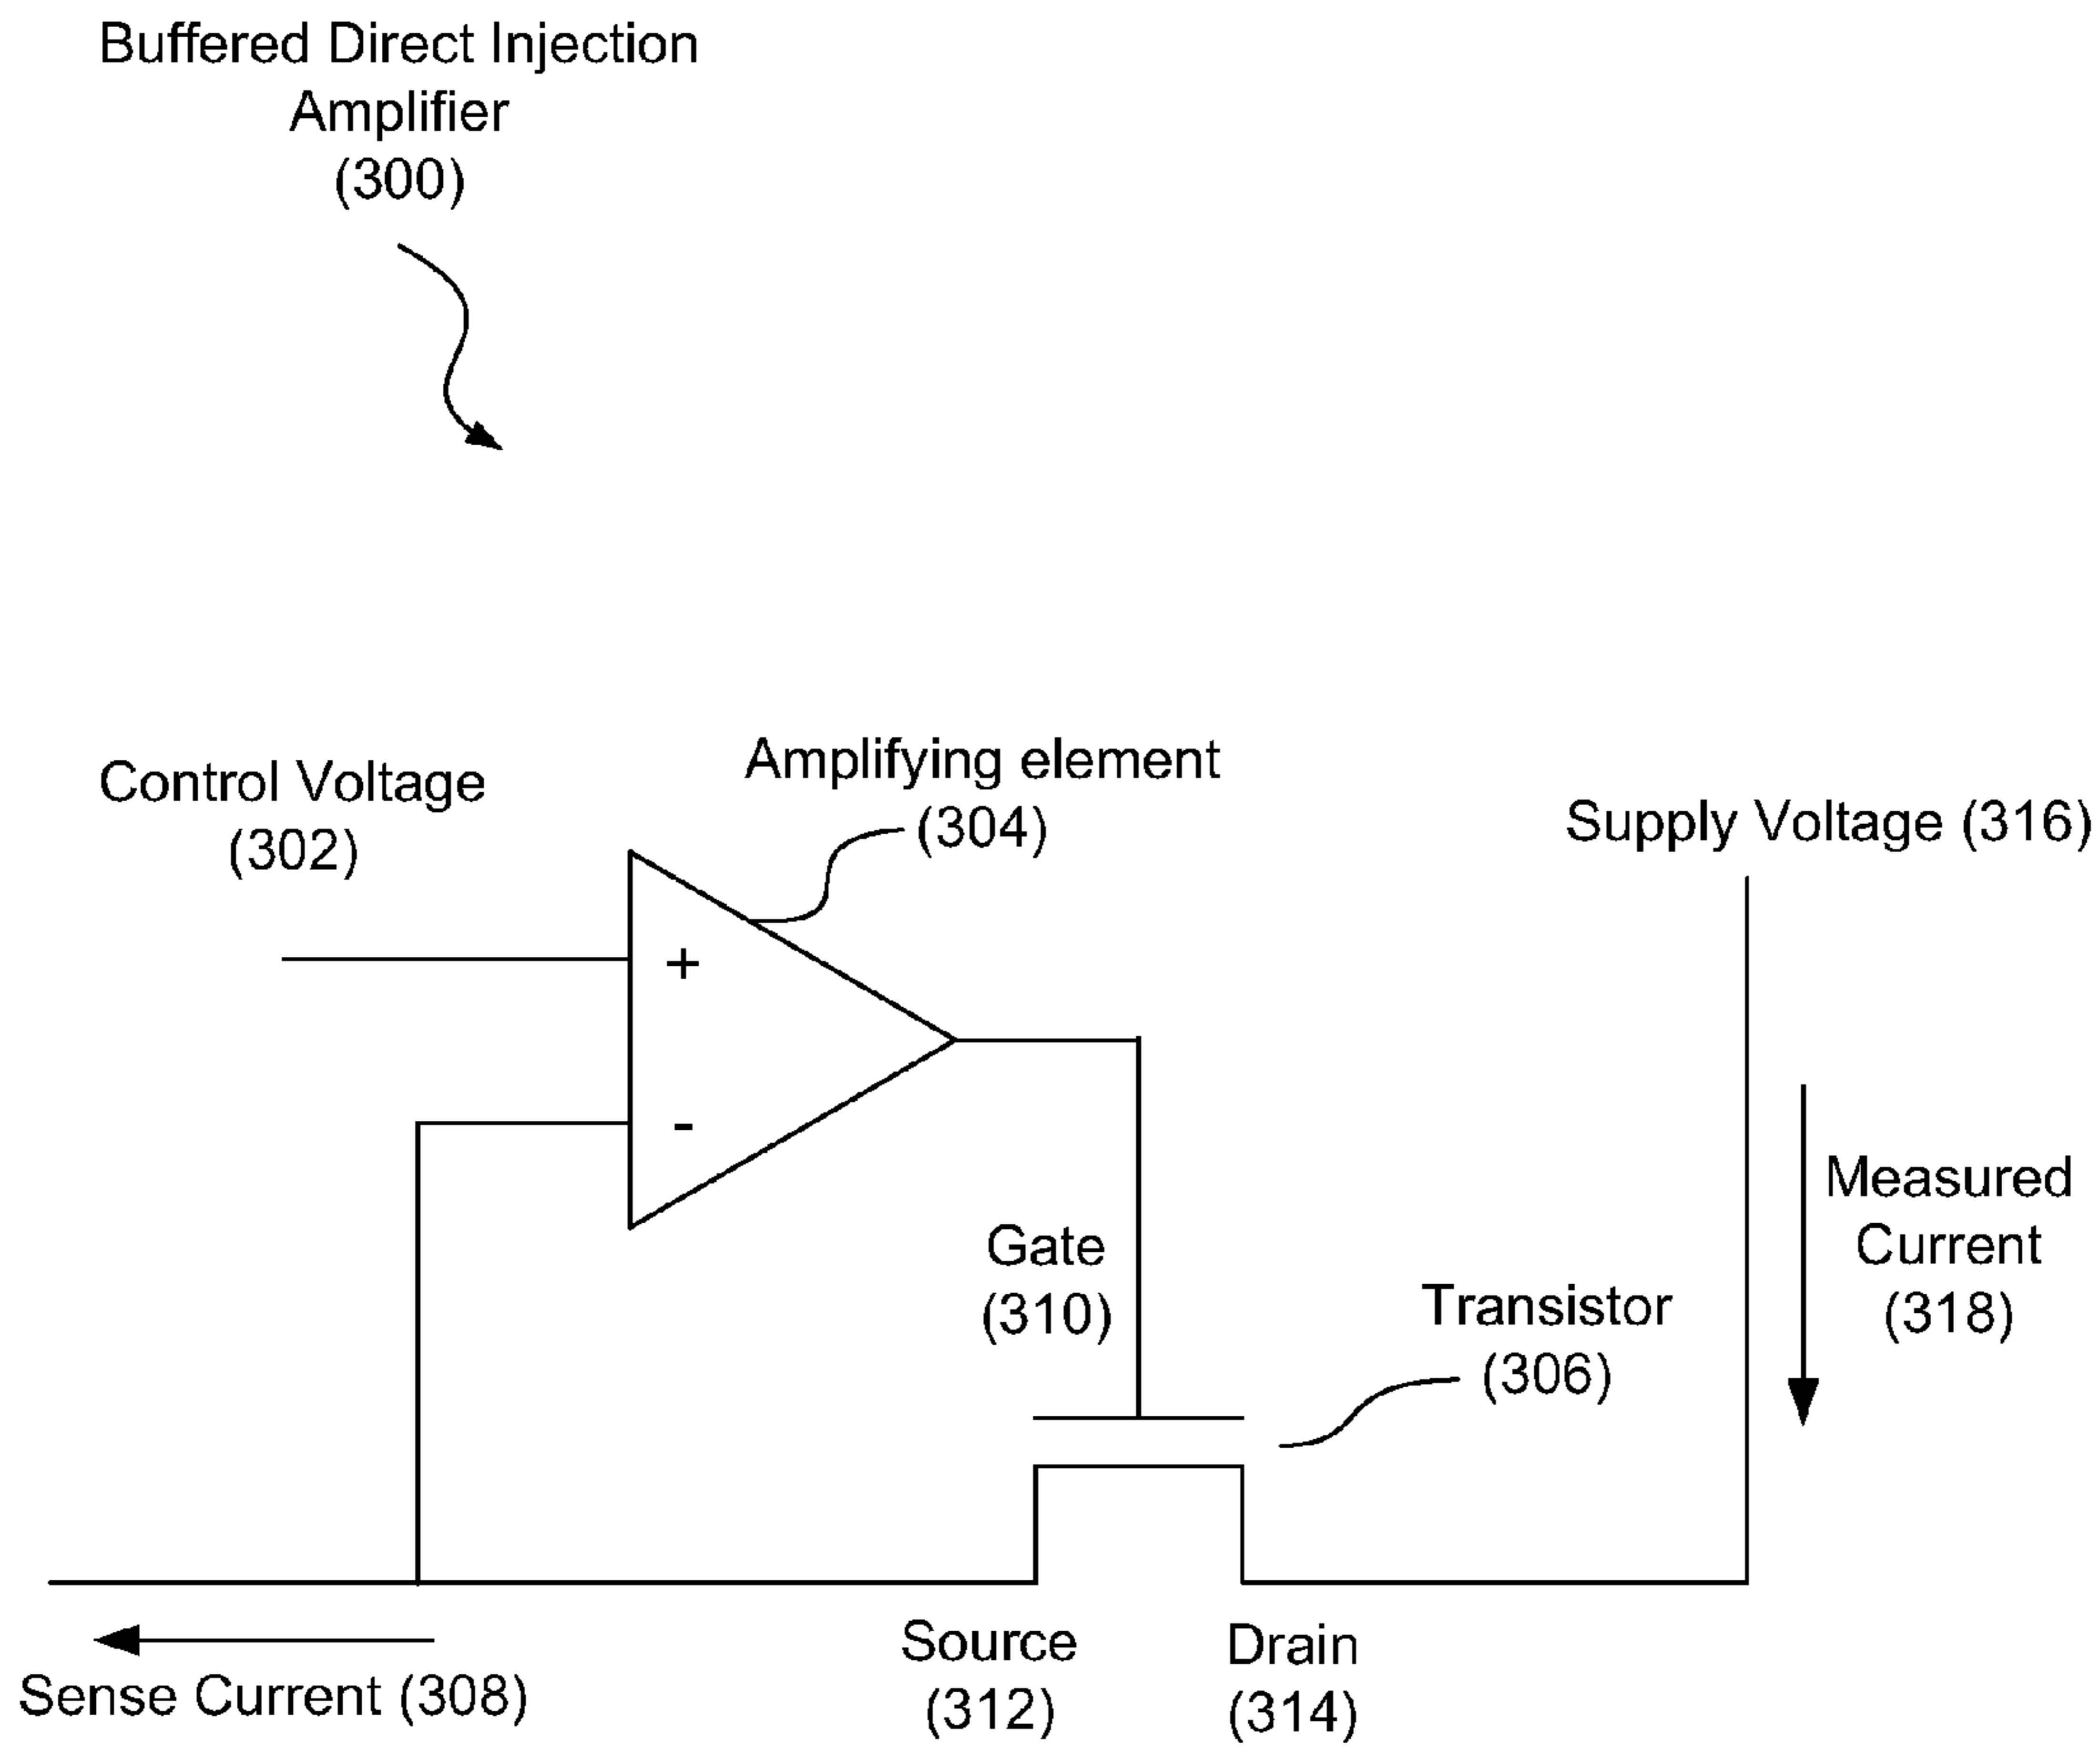 Buffered Direct Injection
Amplifier
(300)
Control Voltage
(302)
Amplifying element
(304)
Supply Voltage (316)
+
-
Gate
(310)
Transistor
(306)
Measured
Current
(318)
Sense Current (308)
Source
(312)
Drain
(314)